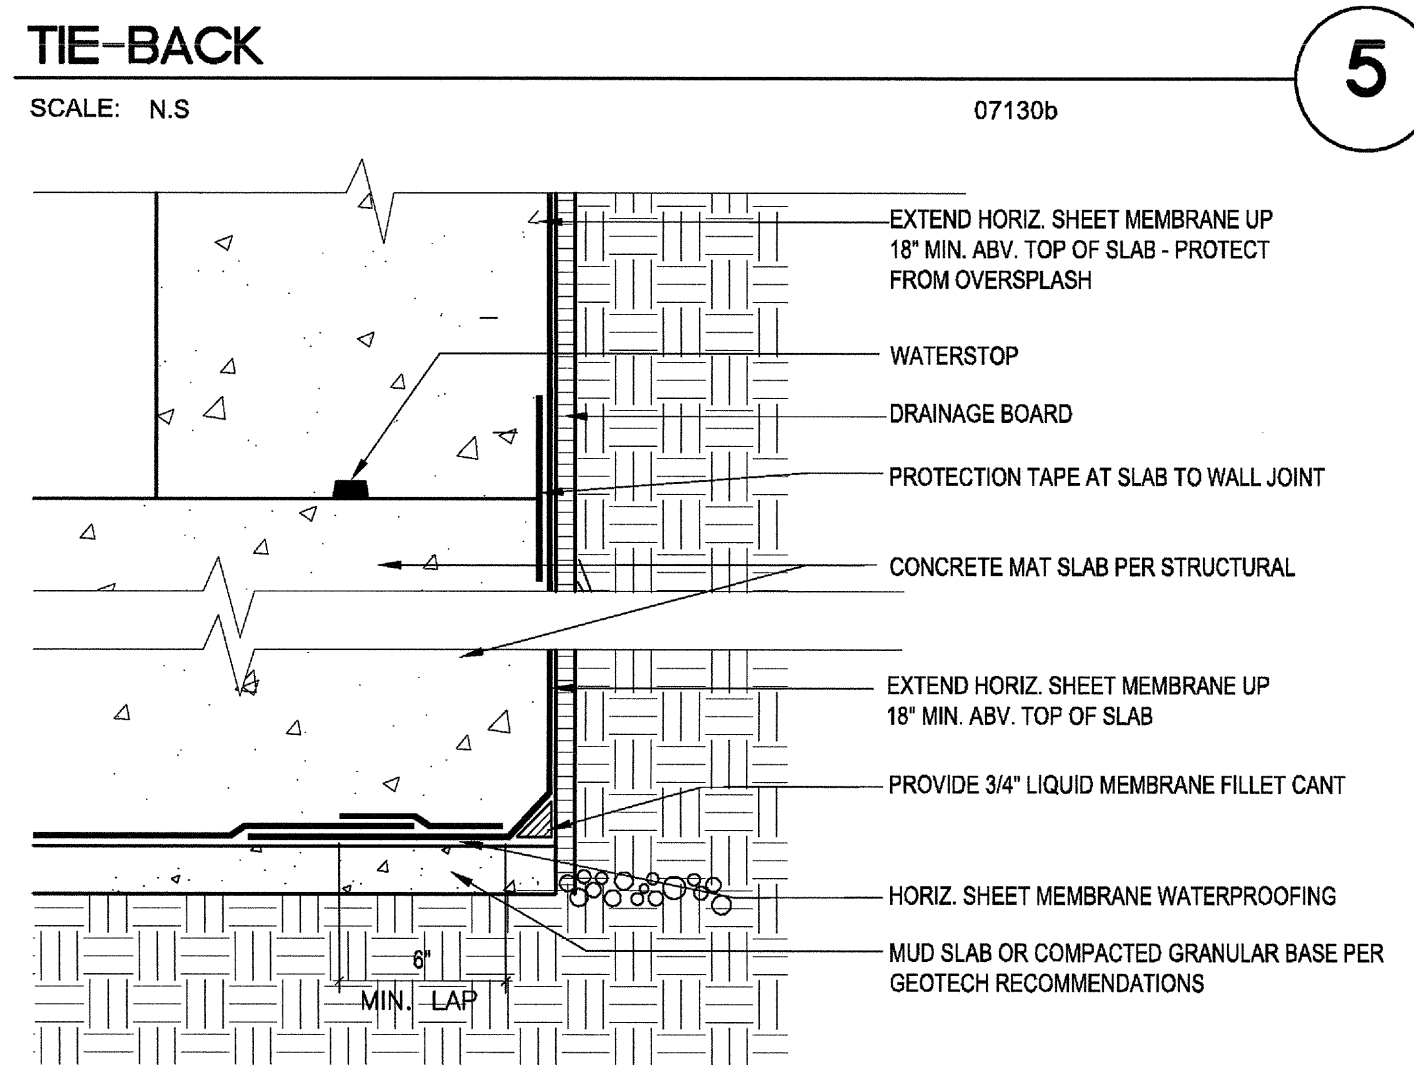 TIE-BACK
5
SCALE: N.S
07130b
EXTEND HORIZ. SHEET MEMBRANE UP
18" MIN. ABV. TOP OF SLAB - PROTECT
FROM OVERSPLASH
WATERSTOP
DRAINAGE BOARD
PROTECTION TAPE AT SLAB TO WALL JOINT
CONCRETE MAT SLAB PER STRUCTURAL
EXTEND HORIZ. SHEET MEMBRANE UP
18" MIN. ABV. TOP OF SLAB
PROVIDE 3/4" LIQUID MEMBRANE FILLET CANT
HORIZ. SHEET MEMBRANE WATERPROOFING
MUD SLAB OR COMPACTED GRANULAR BASE PER
GEOTECH RECOMMENDATIONS
6"
MIN. LAP